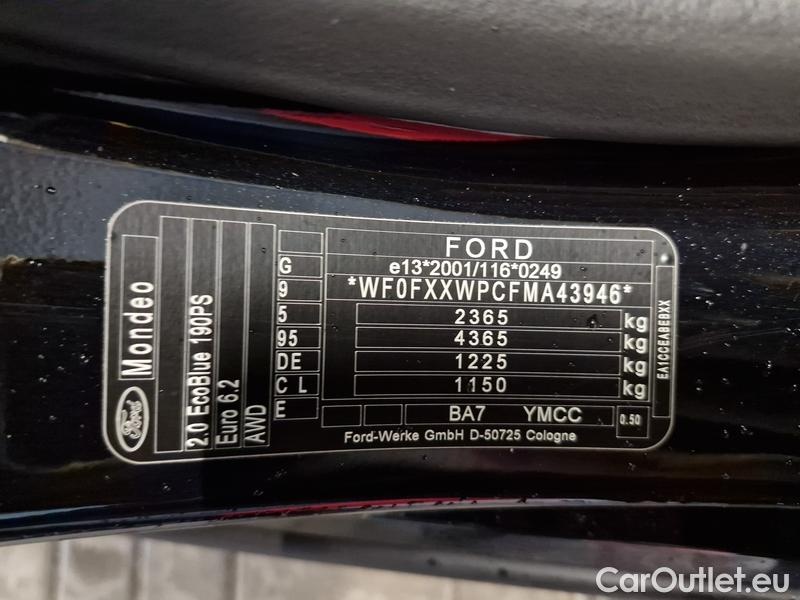 Ford
Mondeo
2.0 EcoBlue 190PS
Euro 6.2
AWD
G
9
5
95
DE
C L
E
FORD
e13*2001/116*0249
*WF0FXXWPCFMA43946*
2365 kg
4365 kg
1225 kg
1150 kg
BA7 YMCC 0.50
Ford-Werke GmbH D-50725 Cologne
EA1CCEABEBXX
CarOutlet.eu